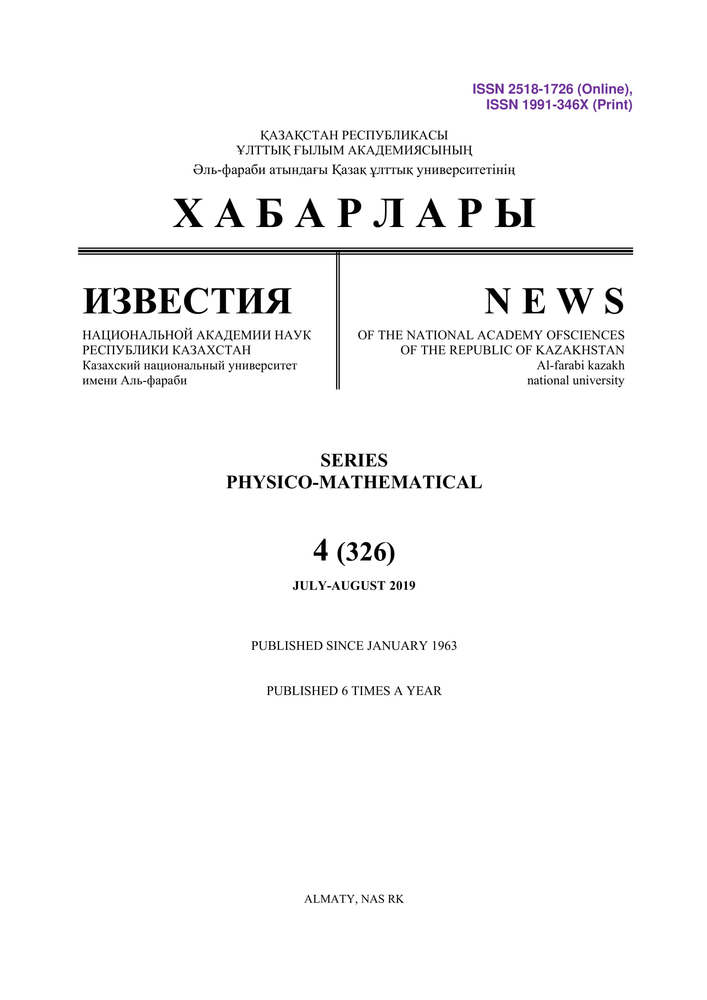 ISSN 2518-1726 (Online),
ISSN 1991-346X (Print)
ҚАЗАҚСТАН РЕСПУБЛИКАСЫ
ҰЛТТЫҚ ҒЫЛЫМ АКАДЕМИЯСЫНЫҢ
Әль-фараби атындағы Қазақ ұлттық университетінің
Х А Б А Р Л А Р Ы
ИЗВЕСТИЯ
НАЦИОНАЛЬНОЙ АКАДЕМИИ НАУК
РЕСПУБЛИКИ КАЗАХСТАН
Казахский национальный университет
имени Аль-фараби
N E W S
OF THE NATIONAL ACADEMY OFSCIENCES
OF THE REPUBLIC OF KAZAKHSTAN
Al-farabi kazakh
national university
SERIES
PHYSICO-MATHEMATICAL
4 (326)
JULY-AUGUST 2019
PUBLISHED SINCE JANUARY 1963
PUBLISHED 6 TIMES A YEAR
ALMATY, NAS RK